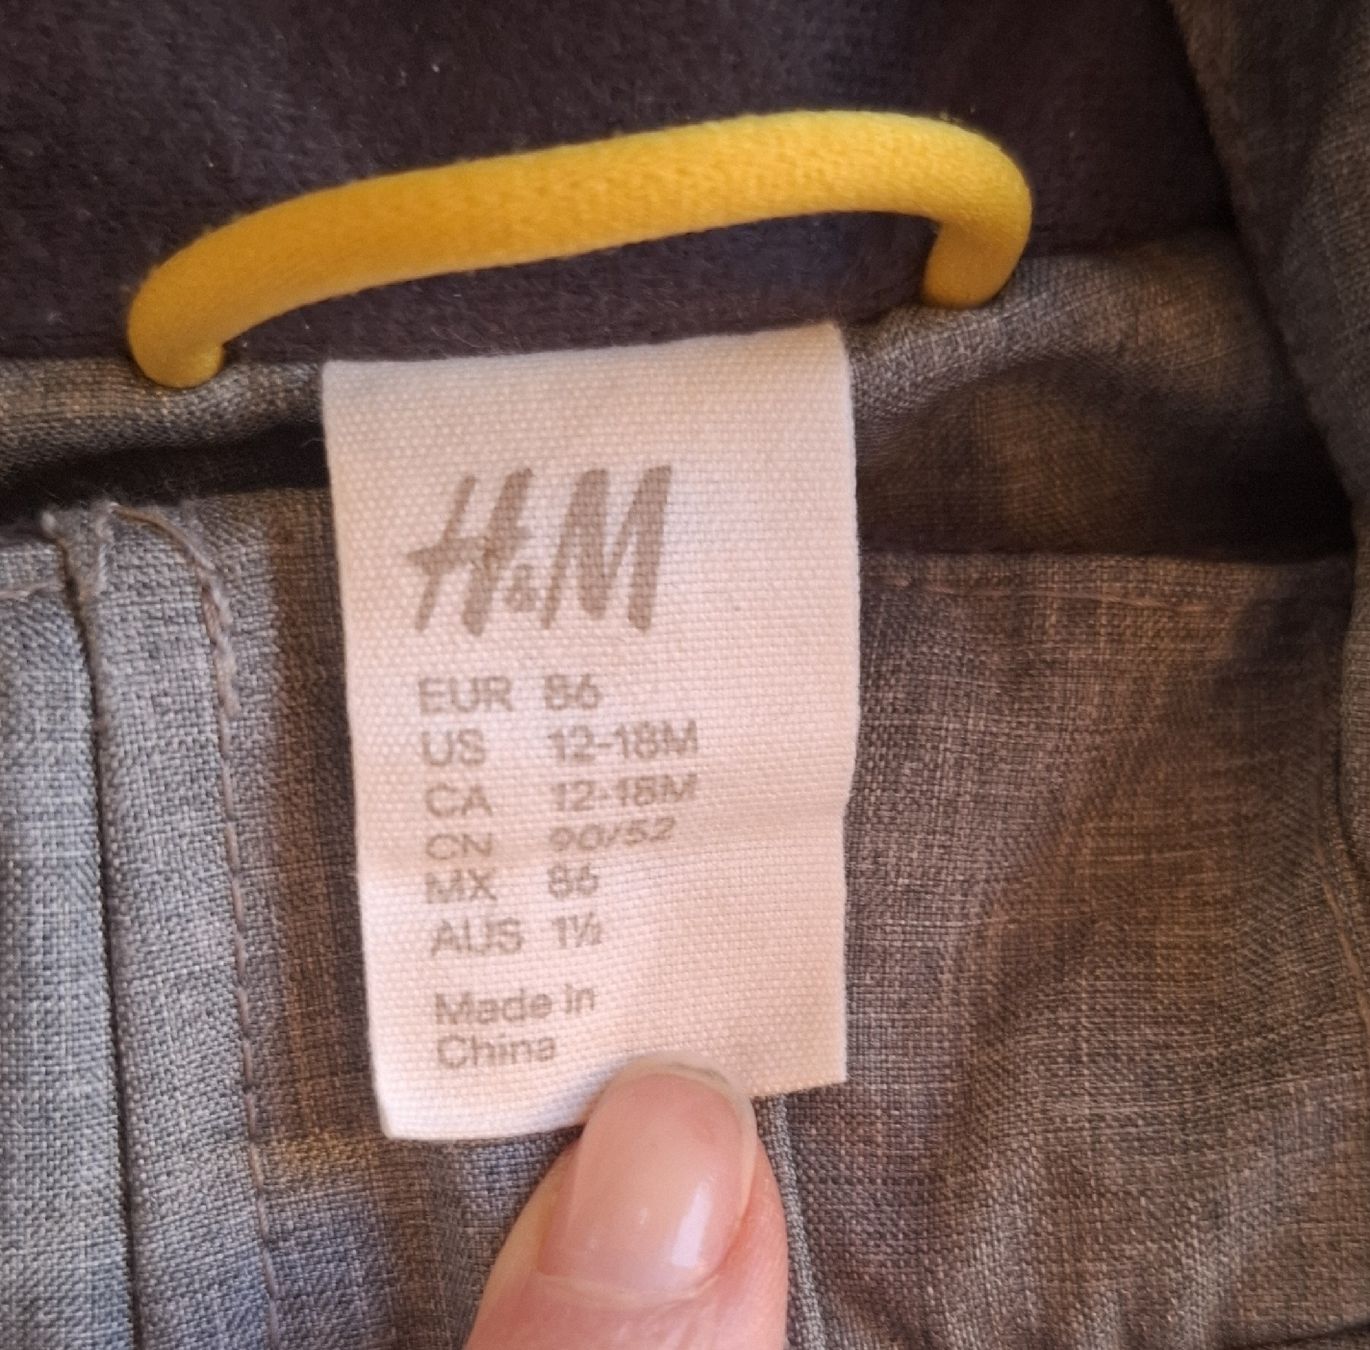 H&M
EUR 86
US 12-18M
CA 12-18M
CN 90/52
MX 86
AUS 1½
Made in
China